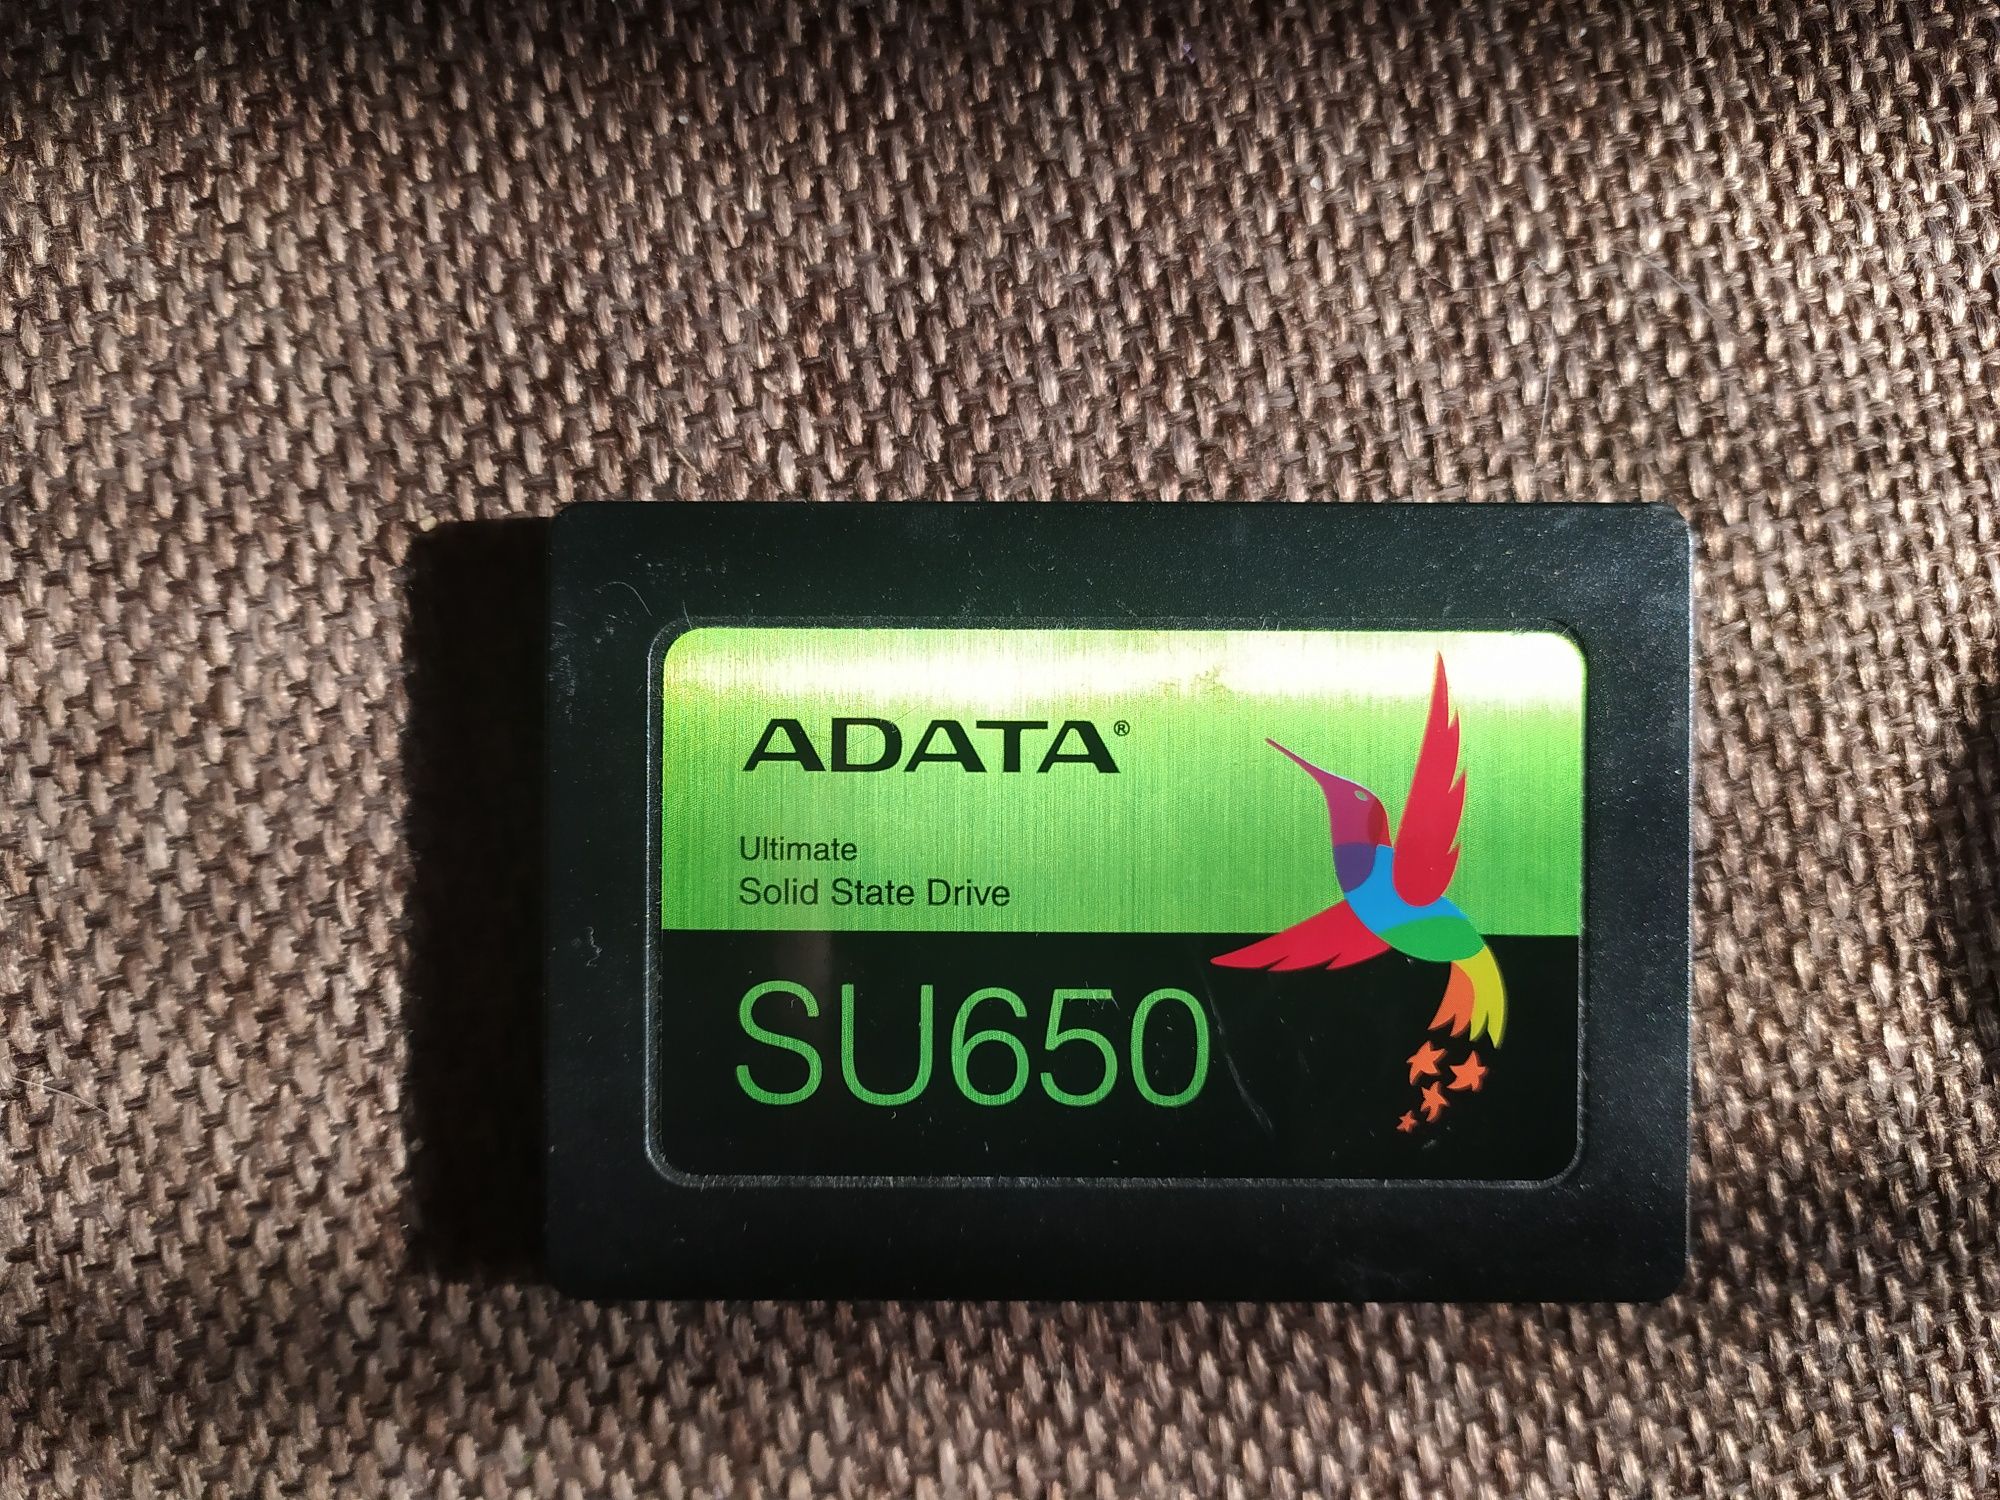 ADATA®
Ultimate
Solid State Drive
SU650